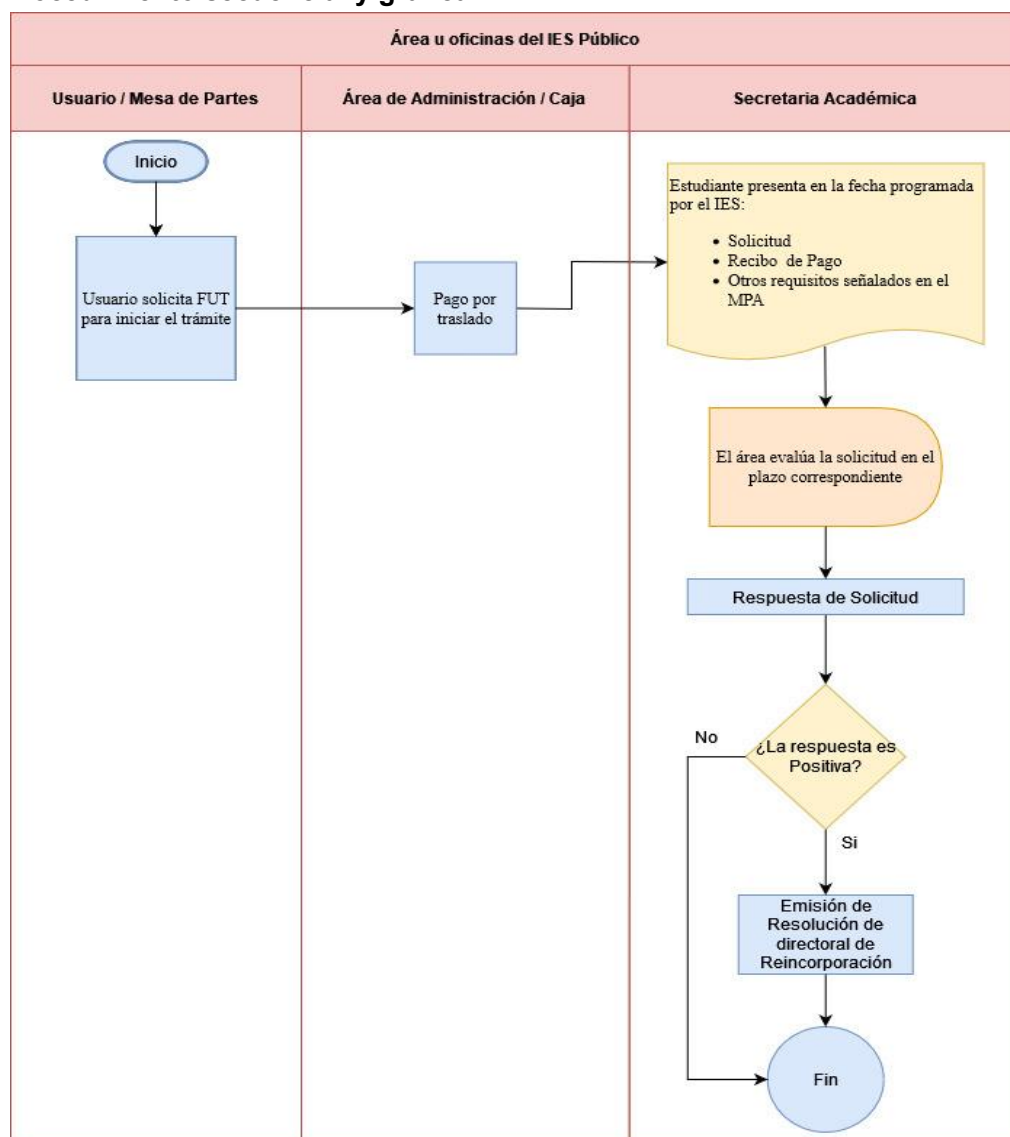 Área u oficinas del IES Público
Usuario / Mesa de Partes
Área de Administración / Caja
Secretaria Académica
Inicio
Usuario solicita FUT
para iniciar el trámite
Pago por
traslado
Estudiante presenta en la fecha programada
por el IES:
• Solicitud
• Recibo de Pago
• Otros requisitos señalados en el
MPA
El área evalúa la solicitud en el
plazo correspondiente
Respuesta de Solicitud
¿La respuesta es
Positiva?
No
Si
Emisión de
Resolución de
directoral de
Reincorporación
Fin